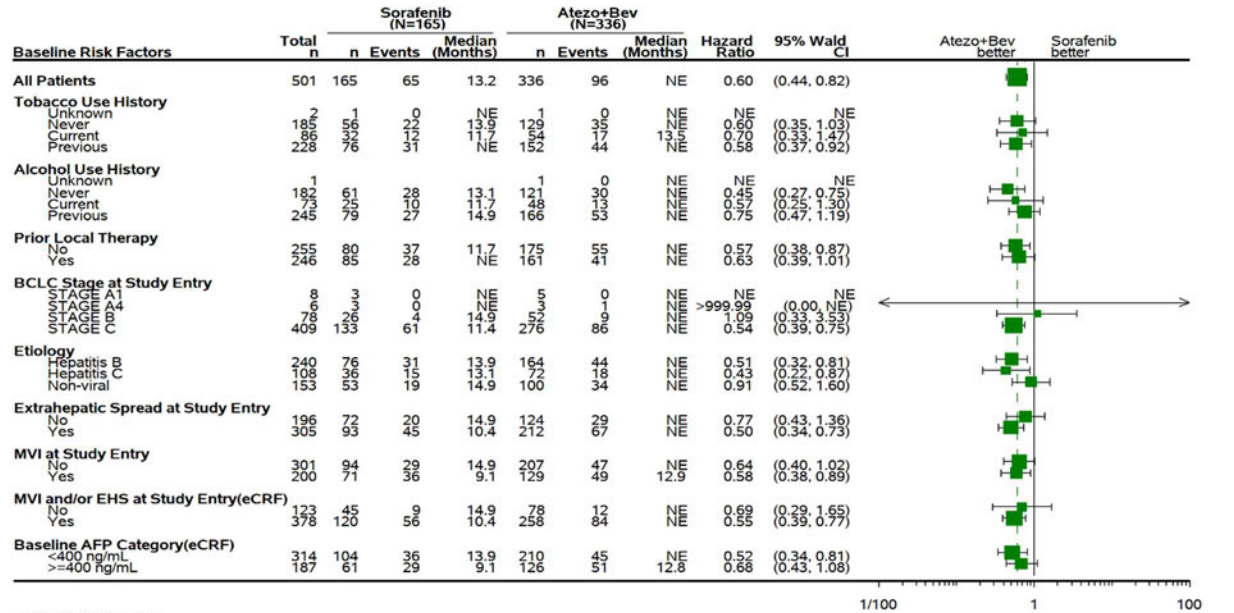 Sorafenib (N=165) Atezo+Bev (N=336)
Baseline Risk Factors Total n n Events Median (Months) n Events Median (Months) Hazard Ratio 95% Wald CI Atezo+Bev better Sorafenib better
All Patients 501 165 65 13.2 336 96 NE 0.60 (0.44, 0.82)
Tobacco Use History
Unknown 2 1 0 NE 1 0 NE NE NE
Never 185 56 22 13.9 129 35 NE 0.60 (0.35, 1.03)
Current 86 32 12 11.7 54 17 13.5 0.70 (0.33, 1.47)
Previous 228 76 31 NE 152 44 NE 0.58 (0.37, 0.92)
Alcohol Use History
Unknown 1 1 0 NE NE NE
Never 182 61 28 13.1 121 30 NE 0.45 (0.27, 0.75)
Current 73 25 10 11.7 48 13 NE 0.57 (0.25, 1.30)
Previous 245 79 27 14.9 166 53 NE 0.75 (0.47, 1.19)
Prior Local Therapy
No 255 80 37 11.7 175 55 NE 0.57 (0.38, 0.87)
Yes 246 85 28 NE 161 41 NE 0.63 (0.39, 1.01)
BCLC Stage at Study Entry
STAGE A1 8 3 0 NE 5 0 NE NE NE
STAGE A4 6 3 0 NE 3 1 NE >999.99 (0.00, NE)
STAGE B 78 26 4 14.9 52 9 NE 1.09 (0.33, 3.53)
STAGE C 409 133 61 11.4 276 86 NE 0.54 (0.39, 0.75)
Etiology
Hepatitis B 240 76 31 13.9 164 44 NE 0.51 (0.32, 0.81)
Hepatitis C 108 36 15 13.1 72 18 NE 0.43 (0.22, 0.87)
Non-viral 153 53 19 14.9 100 34 NE 0.91 (0.52, 1.60)
Extrahepatic Spread at Study Entry
No 196 72 20 14.9 124 29 NE 0.77 (0.43, 1.36)
Yes 305 93 45 10.4 212 67 NE 0.50 (0.34, 0.73)
MVI at Study Entry
No 301 94 29 14.9 207 47 NE 0.64 (0.40, 1.02)
Yes 200 71 36 9.1 129 49 12.9 0.58 (0.38, 0.89)
MVI and/or EHS at Study Entry(eCRF)
No 123 45 9 14.9 78 12 NE 0.69 (0.29, 1.65)
Yes 378 120 56 10.4 258 84 NE 0.55 (0.39, 0.77)
Baseline AFP Category(eCRF)
<400 ng/mL 314 104 36 13.9 210 45 NE 0.52 (0.34, 0.81)
>=400 ng/mL 187 61 29 9.1 126 51 12.8 0.68 (0.43, 1.08)
1/100 1 100